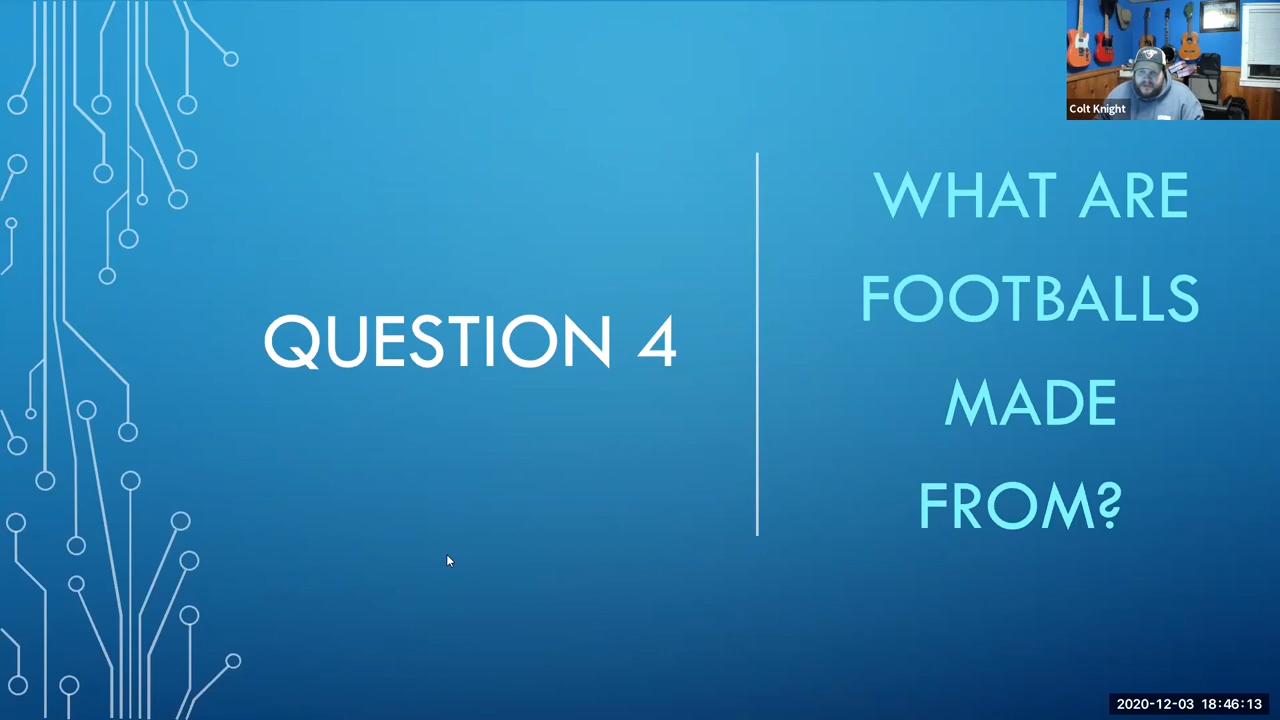 Colt Knight
QUESTION 4
WHAT ARE
FOOTBALLS
MADE
FROM?
2020-12-03 18:46:13